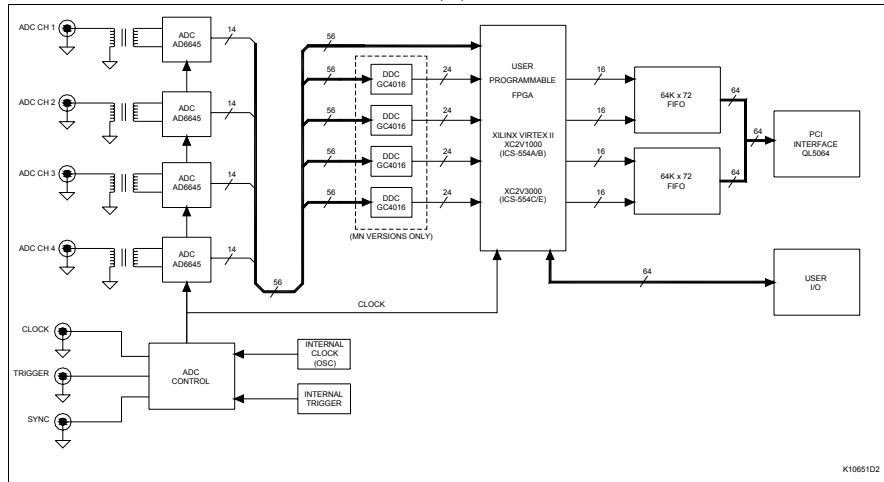 ADC CH 1
ADC
AD6645
14
ADC CH 2
ADC
AD6645
14
ADC CH 3
ADC
AD6645
14
ADC CH 4
ADC
AD6645
14
56
56
56
56
56
56
DDC
GC4016
24
DDC
GC4016
24
DDC
GC4016
24
DDC
GC4016
24
(MN VERSIONS ONLY)
USER
PROGRAMMABLE
FPGA
XILINX VIRTEX II
XC2V1000
(ICS-554A/B)
XC2V3000
(ICS-554C/E)
16
16
16
16
64K x 72
FIFO
64
64K x 72
FIFO
64
64
PCI
INTERFACE
QL5064
64
USER
I/O
CLOCK
CLOCK
TRIGGER
SYNC
ADC
CONTROL
INTERNAL
CLOCK
(OSC)
INTERNAL
TRIGGER
K10651D2